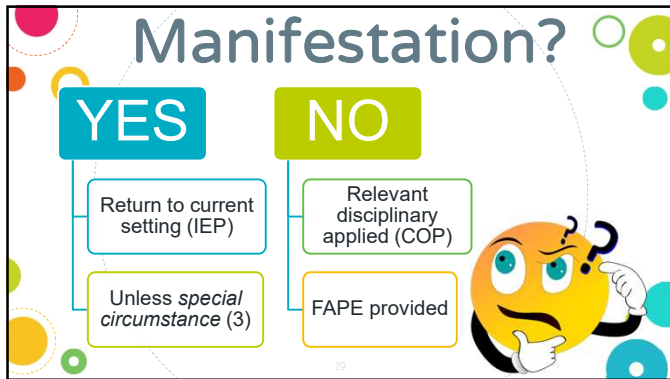 Manifestation?
YES
Return to current
setting (IEP)
Unless special
circumstance (3)
NO
Relevant
disciplinary
applied (COP)
FAPE provided
? ?
19